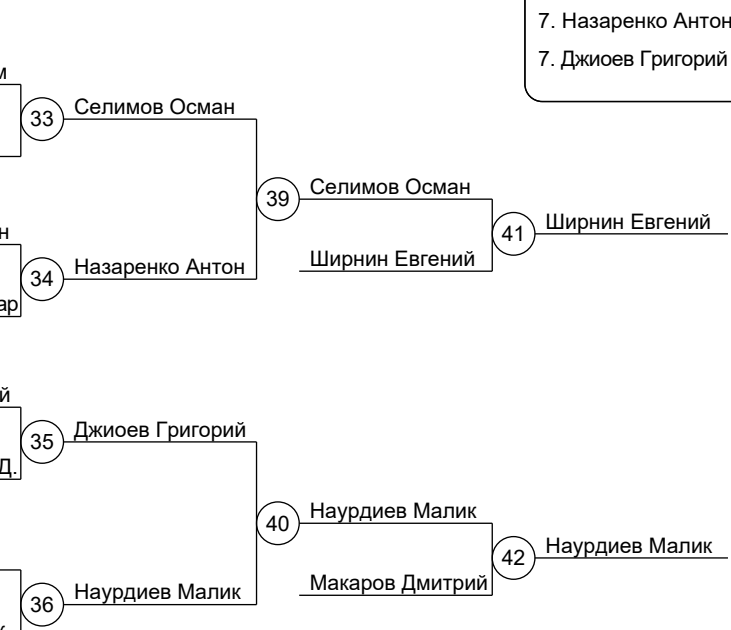 7. Назаренко Антон
7. Джиоев Григорий
33
Селимов Осман
39
Селимов Осман
41
Ширнин Евгений
Ширнин Евгений
34
Назаренко Антон
35
Джиоев Григорий
40
Наурдиев Малик
42
Наурдиев Малик
Макаров Дмитрий
36
Наурдиев Малик